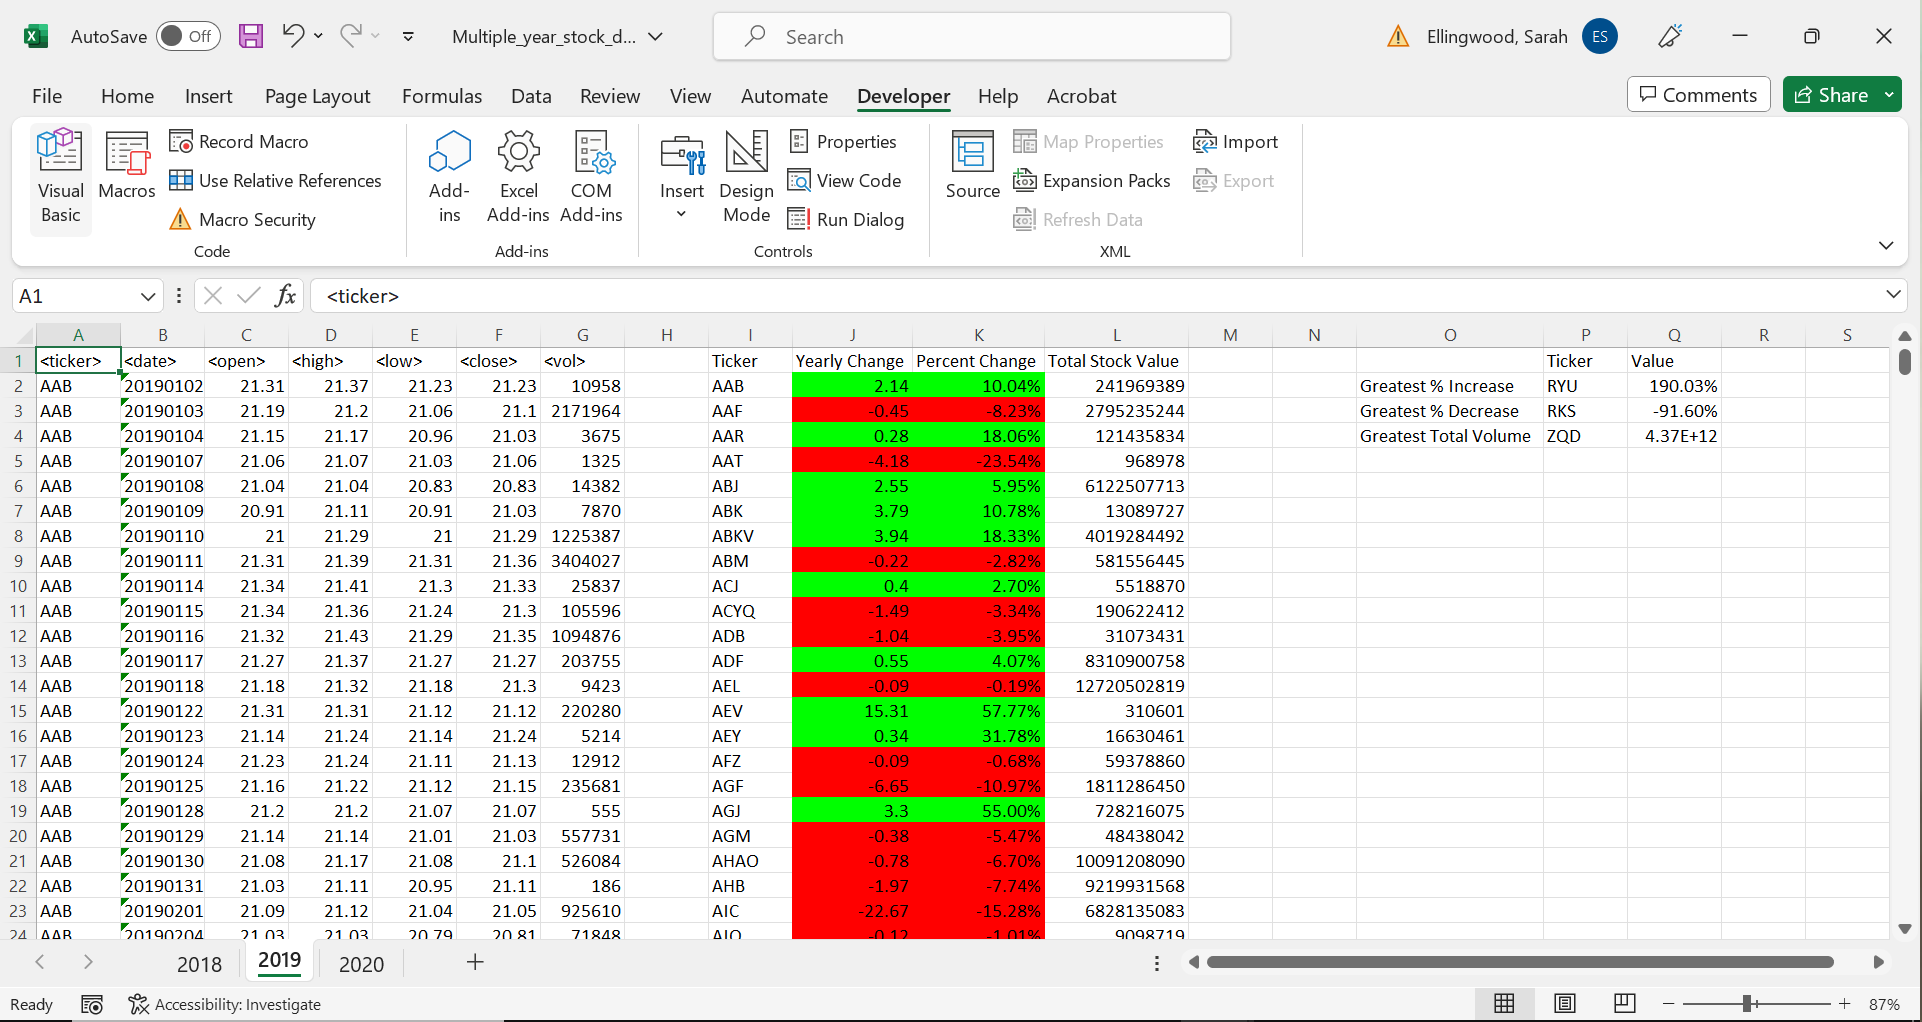 AutoSave Off Multiple_year_stock_d... Search Ellingwood, Sarah ES
File Home Insert Page Layout Formulas Data Review View Automate Developer Help Acrobat Comments Share
Visual Basic
Macros
Record Macro
Use Relative References
Macro Security
Code
Add-ins
Excel Add-ins
COM Add-ins
Add-ins
Insert
Design Mode
Properties
View Code
Run Dialog
Controls
Source
Map Properties
Expansion Packs
Refresh Data
Import
Export
XML
A1 fx <ticker>
A B C D E F G H I J K L M N O P Q R S
1 <ticker> <date> <open> <high> <low> <close> <vol> Ticker Yearly Change Percent Change Total Stock Value Ticker Value
2 AAB 20190102 21.31 21.37 21.23 21.23 10958 AAB 2.14 10.04% 241969389 Greatest % Increase RYU 190.03%
3 AAB 20190103 21.19 21.2 21.06 21.1 2171964 AAF -0.45 -8.23% 2795235244 Greatest % Decrease RKS -91.60%
4 AAB 20190104 21.15 21.17 20.96 21.03 3675 AAR 0.28 18.06% 121435834 Greatest Total Volume ZQD 4.37E+12
5 AAB 20190107 21.06 21.07 21.03 21.06 1325 AAT -4.18 -23.54% 968978
6 AAB 20190108 21.04 21.04 20.83 20.83 14382 ABJ 2.55 5.95% 6122507713
7 AAB 20190109 20.91 21.11 20.91 21.03 7870 ABK 3.79 10.78% 13089727
8 AAB 20190110 21 21.29 21 21.29 1225387 ABKV 3.94 18.33% 4019284492
9 AAB 20190111 21.31 21.39 21.31 21.36 3404027 ABM -0.22 -2.82% 581556445
10 AAB 20190114 21.34 21.41 21.3 21.33 25837 ACJ 0.4 2.70% 5518870
11 AAB 20190115 21.34 21.36 21.24 21.3 105596 ACYQ -1.49 -3.34% 190622412
12 AAB 20190116 21.32 21.43 21.29 21.35 1094876 ADB -1.04 -3.95% 31073431
13 AAB 20190117 21.27 21.37 21.27 21.27 203755 ADF 0.55 4.07% 8310900758
14 AAB 20190118 21.18 21.32 21.18 21.3 9423 AEL -0.09 -0.19% 12720502819
15 AAB 20190122 21.31 21.31 21.12 21.12 220280 AEV 15.31 57.77% 310601
16 AAB 20190123 21.14 21.24 21.14 21.24 5214 AEY 0.34 31.78% 16630461
17 AAB 20190124 21.23 21.24 21.11 21.13 12912 AFZ -0.09 -0.68% 59378860
18 AAB 20190125 21.16 21.22 21.12 21.15 235681 AGF -6.65 -10.97% 1811286450
19 AAB 20190128 21.2 21.2 21.07 21.07 555 AGJ 3.3 55.00% 728216075
20 AAB 20190129 21.14 21.14 21.01 21.03 557731 AGM -0.38 -5.47% 48438042
21 AAB 20190130 21.08 21.17 21.08 21.1 526084 AHAO -0.78 -6.70% 10091208090
22 AAB 20190131 21.03 21.11 20.95 21.11 186 AHB -1.97 -7.74% 9219931568
23 AAB 20190201 21.09 21.12 21.04 21.05 925610 AIC -22.67 -15.28% 6828135083
24 AAB 20190204 21.03 21.03 20.79 20.81 71848 AIO -0.12 -1.01% 9098719
2018 2019 2020
Ready Accessibility: Investigate 87%